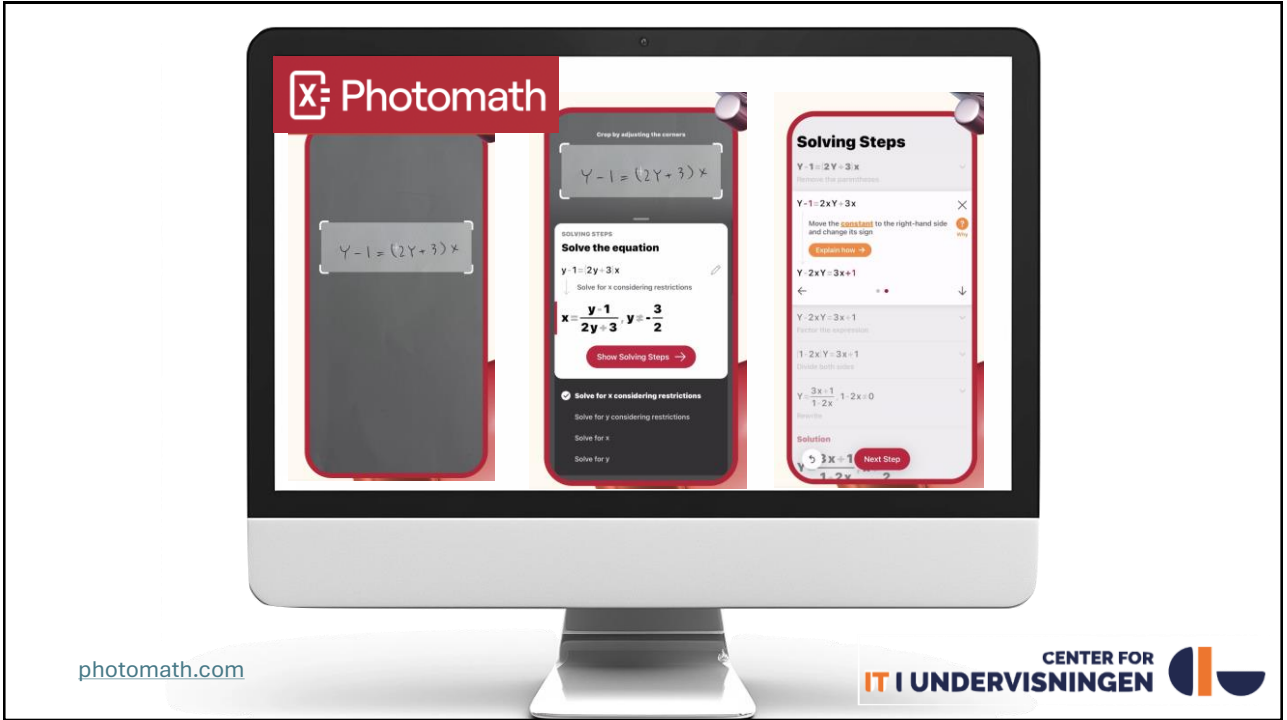 Photomath
Y-1=(2Y+3)x
Crop by adjusting the corners
Y-1=(2Y+3)x
SOLVING STEPS
Solve the equation
y-1=(2y+3)x
Solve for x considering restrictions
x=y-1/2y+3, y≠-3/2
Show Solving Steps →
Solve for x considering restrictions
Solve for y considering restrictions
Solve for x
Solve for y
Solving Steps
Y-1=(2Y+3)x
Remove the parentheses
Y-1=2xY+3x
Move the constant to the right-hand side
and change its sign
?
Why
Explain how →
Y-2xY=3x+1
Y-2xY=3x+1
Factor the expression
(1-2x)Y=3x+1
Divide both sides
Y=3x+1/1-2x, 1-2x≠0
Rewrite
Solution
3x+1
1-2x
2
Next Step
photomath.com
CENTER FOR
IT I UNDERVISNINGEN